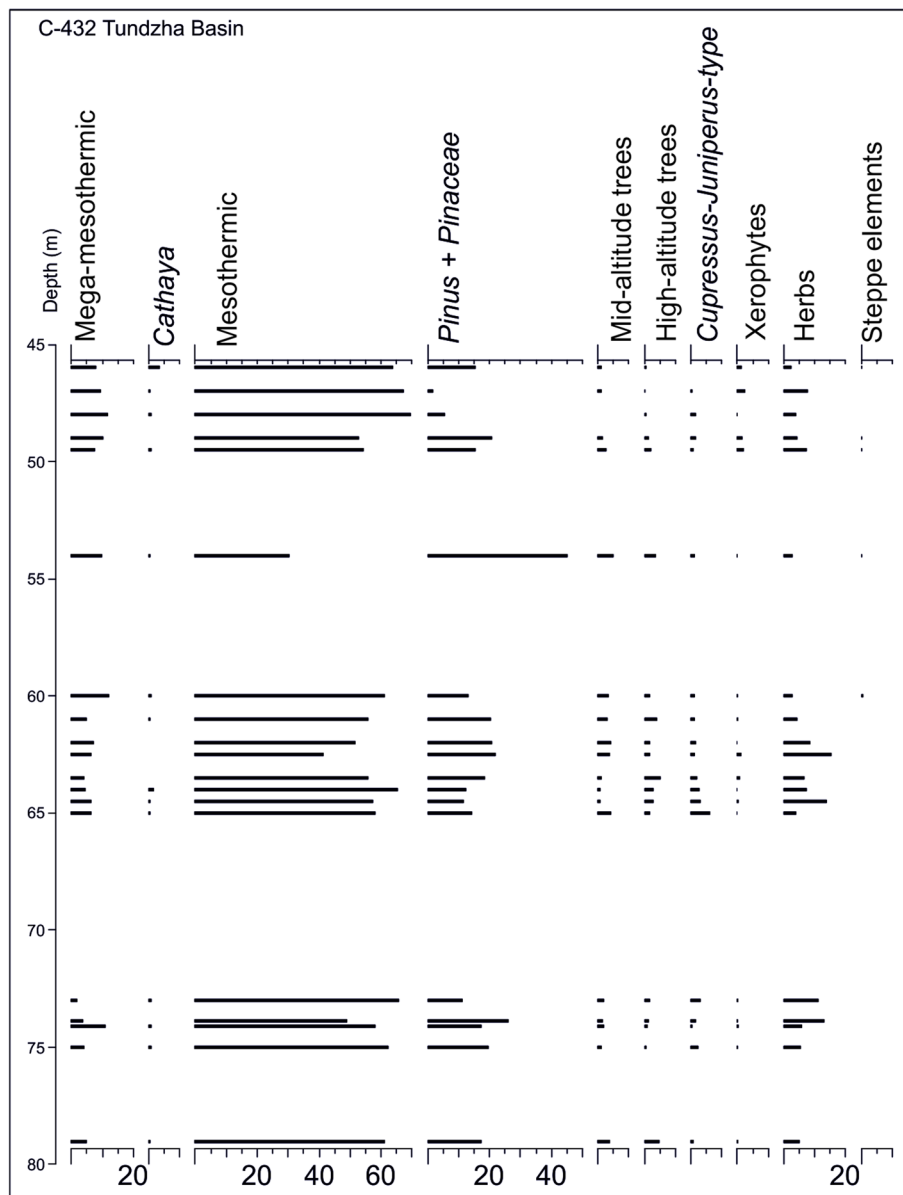 C-432 Tundzha Basin
Depth (m)
Mega-mesothermic
Cathaya
Mesothermic
Pinus + Pinaceae
Mid-altitude trees
High-altitude trees
Cupressus-Juniperus-type
Xerophytes
Herbs
Steppe elements
45
50
55
60
65
70
75
80
20
20 40 60
20 40
20